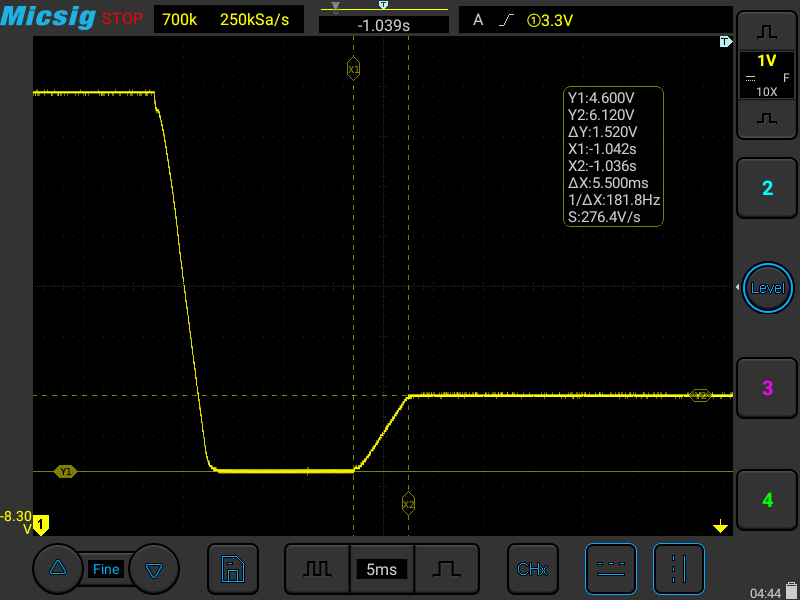 Micsig STOP 700k 250kSa/s T -1.039s A ①3.3V
T
X1
1V
F
10X
Y1:4.600V
Y2:6.120V
ΔY:1.520V
X1:-1.042s
X2:-1.036s
ΔX:5.500ms
1/ΔX:181.8Hz
S:276.4V/s
2
Level
3
Y2
Y1
X2
4
-8.30
V
1
Fine
5ms
CHx
04:44